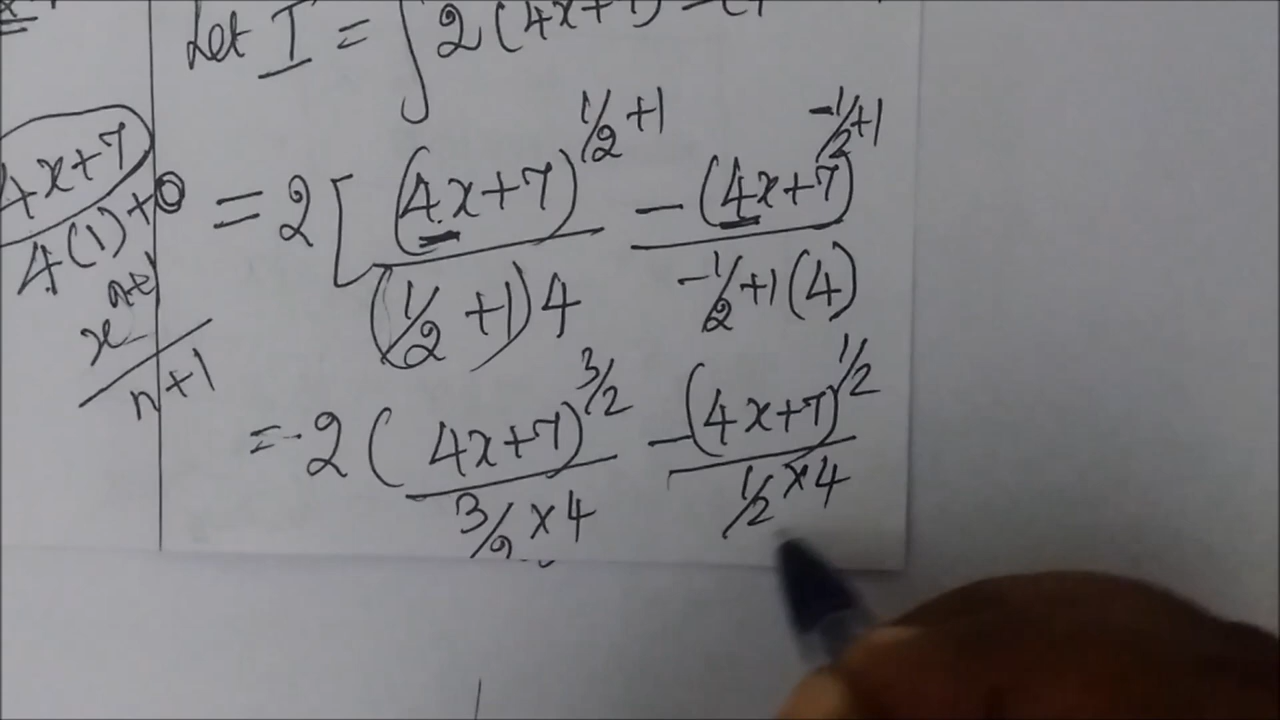 Let I = ∫ 2(4x+7) - (4
4x+7
4(1)+0
x^{n+1}
n+1
= 2[ (4x+7)^{1/2+1} - (4x+7)^{-1/2+1}
(1/2+1)4 -1/2+1(4)
= 2( 4x+7)^{3/2} - (4x+7)^{1/2}
3/2 ×4 1/2 ×4